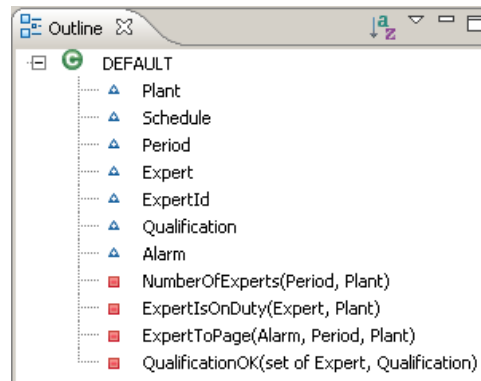 Outline
DEFAULT
Plant
Schedule
Period
Expert
ExpertId
Qualification
Alarm
NumberOfExperts(Period, Plant)
ExpertIsOnDuty(Expert, Plant)
ExpertToPage(Alarm, Period, Plant)
QualificationOK(set of Expert, Qualification)